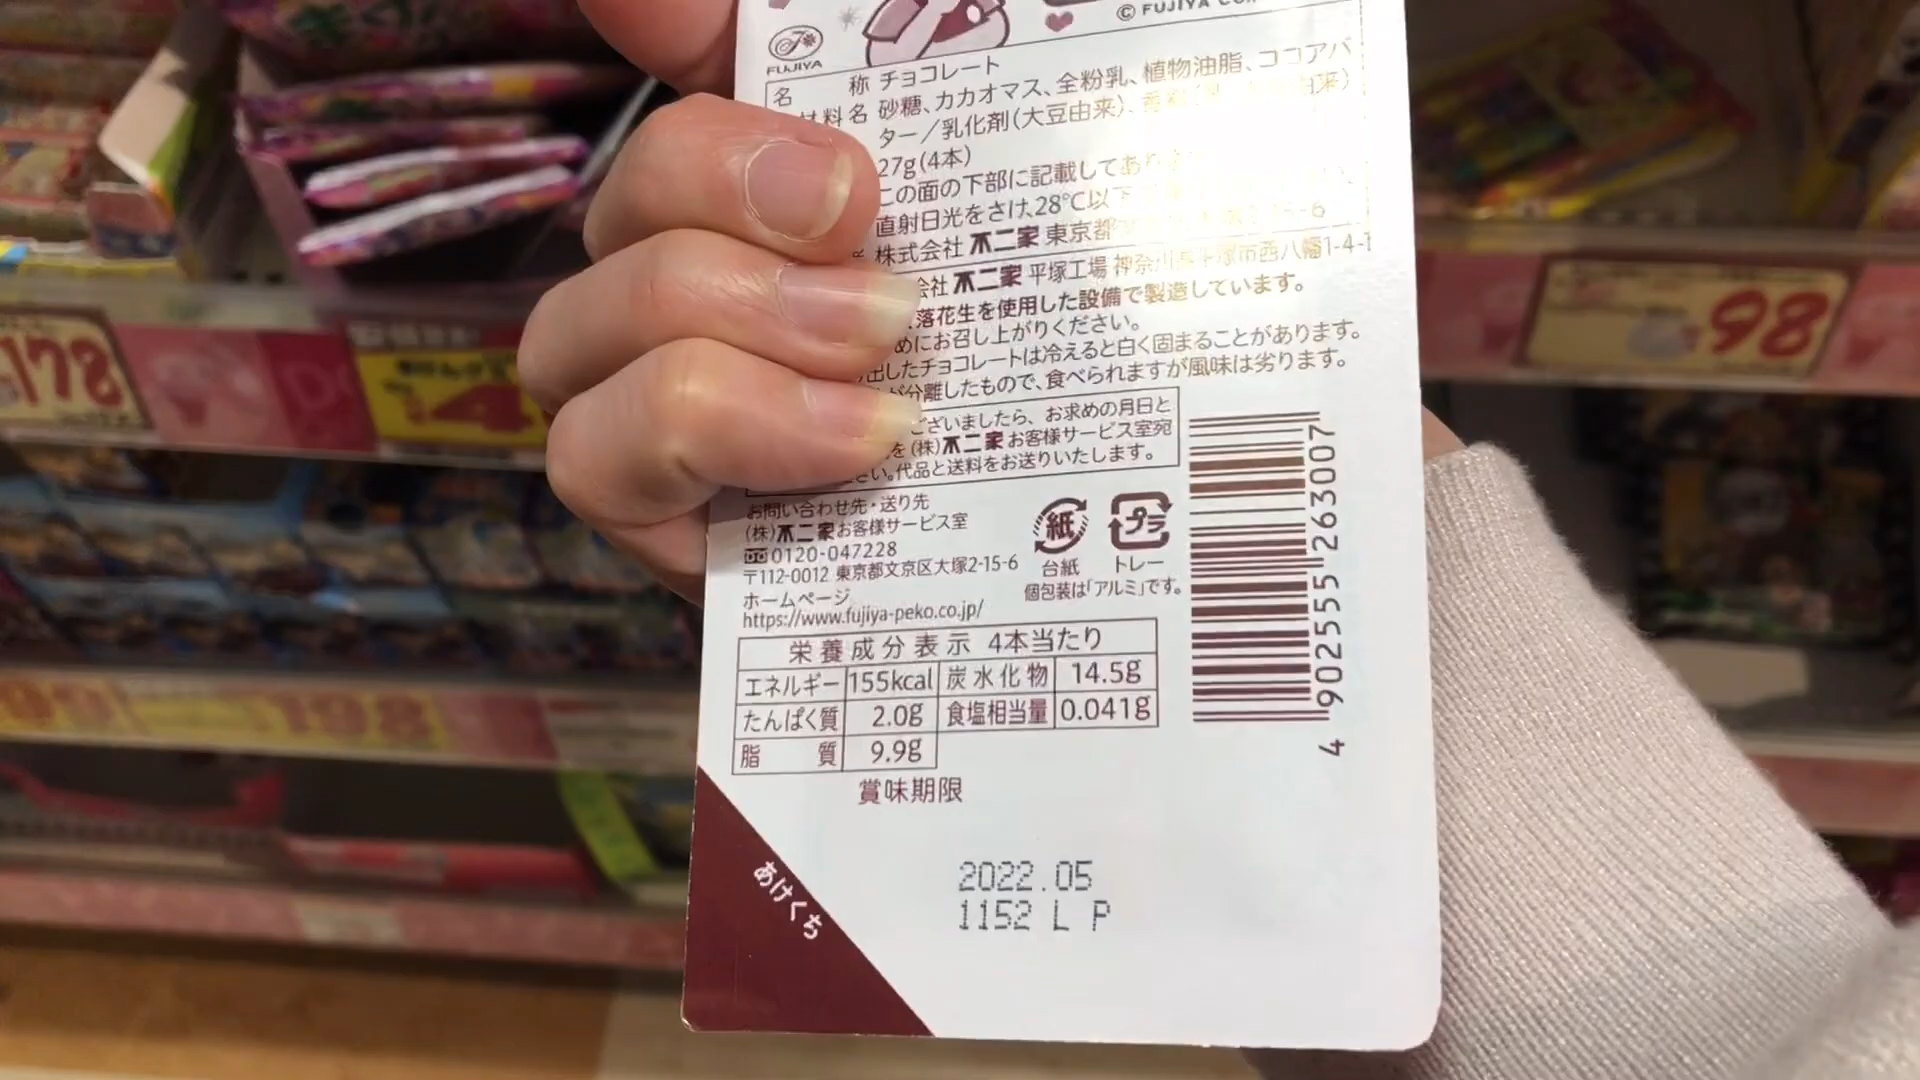 © FUJIYA
FUJIYA
名 称 チョコレート
材料名 砂糖、カカオマス、全粉乳、植物油脂、ココアバ
ター／乳化剤(大豆由来)、香料
27g(4本)
この面の下部に記載してあり
直射日光をさけ、28℃以下
株式会社 不二家 東京都
会社 不二家 平塚工場 神奈川県平塚市西八幡1-4-1
落花生を使用した設備で製造しています。
めにお召し上がりください。
出したチョコレートは冷えると白く固まることがあります。
が分離したもので、食べられますが風味は劣ります。
ございましたら、お求めの月日と
を(株)不二家お客様サービス室宛
さい。代品と送料をお送りいたします。
お問い合わせ先・送り先
(株)不二家お客様サービス室
0120-047228
〒112-0012 東京都文京区大塚2-15-6
ホームページ
https://www.fujiya-peko.co.jp/
紙 プラ
台紙 トレー
個包装は「アルミ」です。
栄養成分表示 4本当たり
エネルギー 155kcal 炭水化物 14.5g
たんぱく質 2.0g 食塩相当量 0.041g
脂質 9.9g
賞味期限
2022.05
1152 L P
あけくち
4 902555 263007
178
98
198